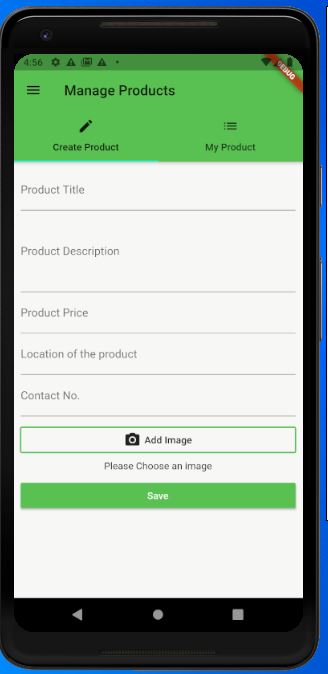 4:56
DEBUG
Manage Products
Create Product
My Product
Product Title
Product Description
Product Price
Location of the product
Contact No.
Add Image
Please Choose an image
Save